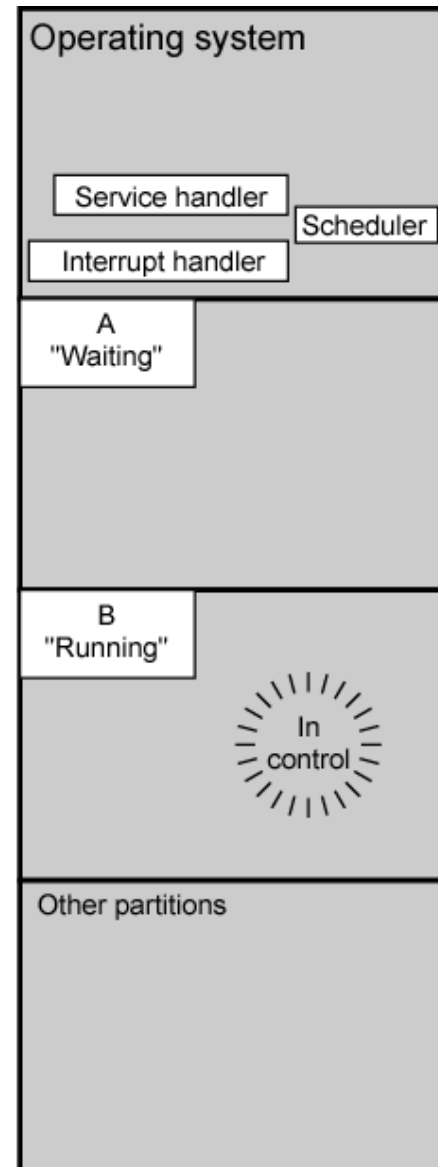 Operating system
Service handler
Scheduler
Interrupt handler
A
"Waiting"
B
"Running"
In
control
Other partitions